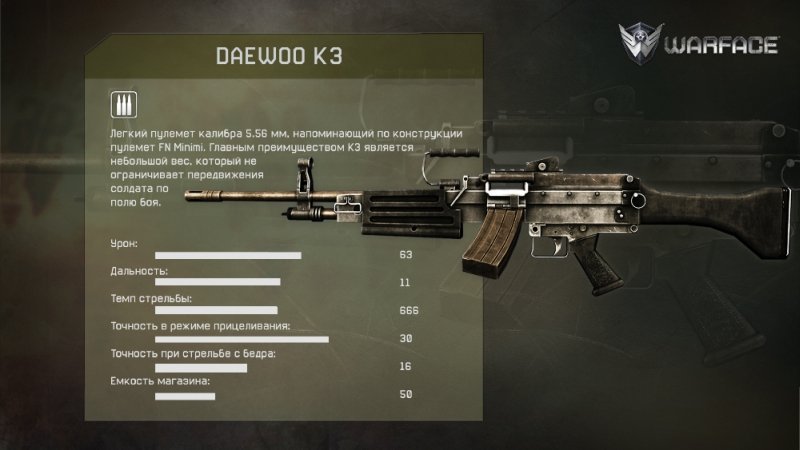 DAEWOO K3
WARFACE
Легкий пулемет калибра 5.56 мм, напоминающий по конструкции
пулемет FN Minimi. Главным преимуществом К3 является
небольшой вес, который не
ограничивает передвижения
солдата по
полю боя.
Урон:
63
Дальность:
11
Темп стрельбы:
666
Точность в режиме прицеливания:
30
Точность при стрельбе с бедра:
16
Емкость магазина:
50